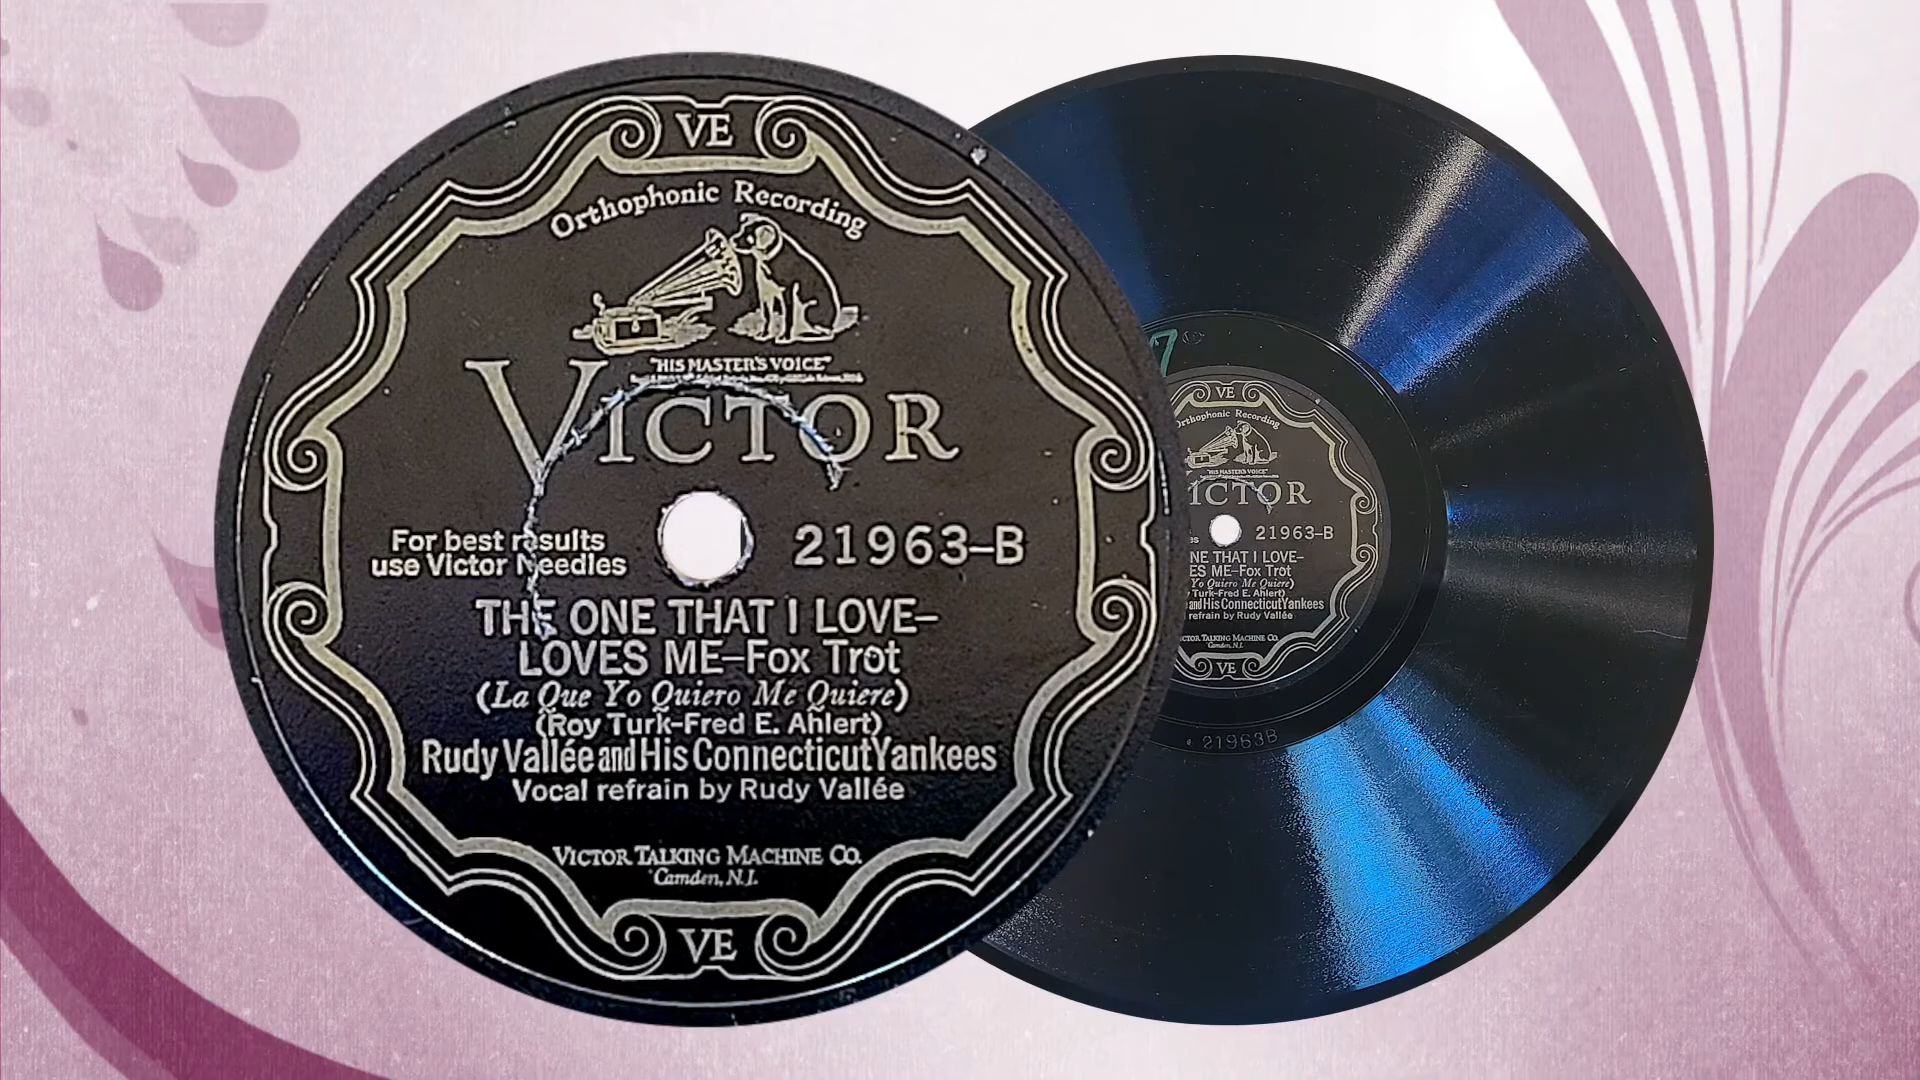 VE
Orthophonic Recording
"HIS MASTER'S VOICE"
VICTOR
For best results
use Victor Needles
21963-B
THE ONE THAT I LOVE-
LOVES ME-Fox Trot
(La Que Yo Quiero Me Quiere)
(Roy Turk-Fred E. Ahlert)
Rudy Vallée and His Connecticut Yankees
Vocal refrain by Rudy Vallée
VICTOR TALKING MACHINE CO.
Camden, N.J.
VE
7
VE
Orthophonic Recording
"HIS MASTER'S VOICE"
ICTOR
21963-B
NE THAT I LOVE-
ES ME-Fox Trot
Yo Quiero Me Quiere)
Turk-Fred E. Ahlert)
and His Connecticut Yankees
refrain by Rudy Vallée
TALKING MACHINE CO.
Camden, N.J.
VE
21963B